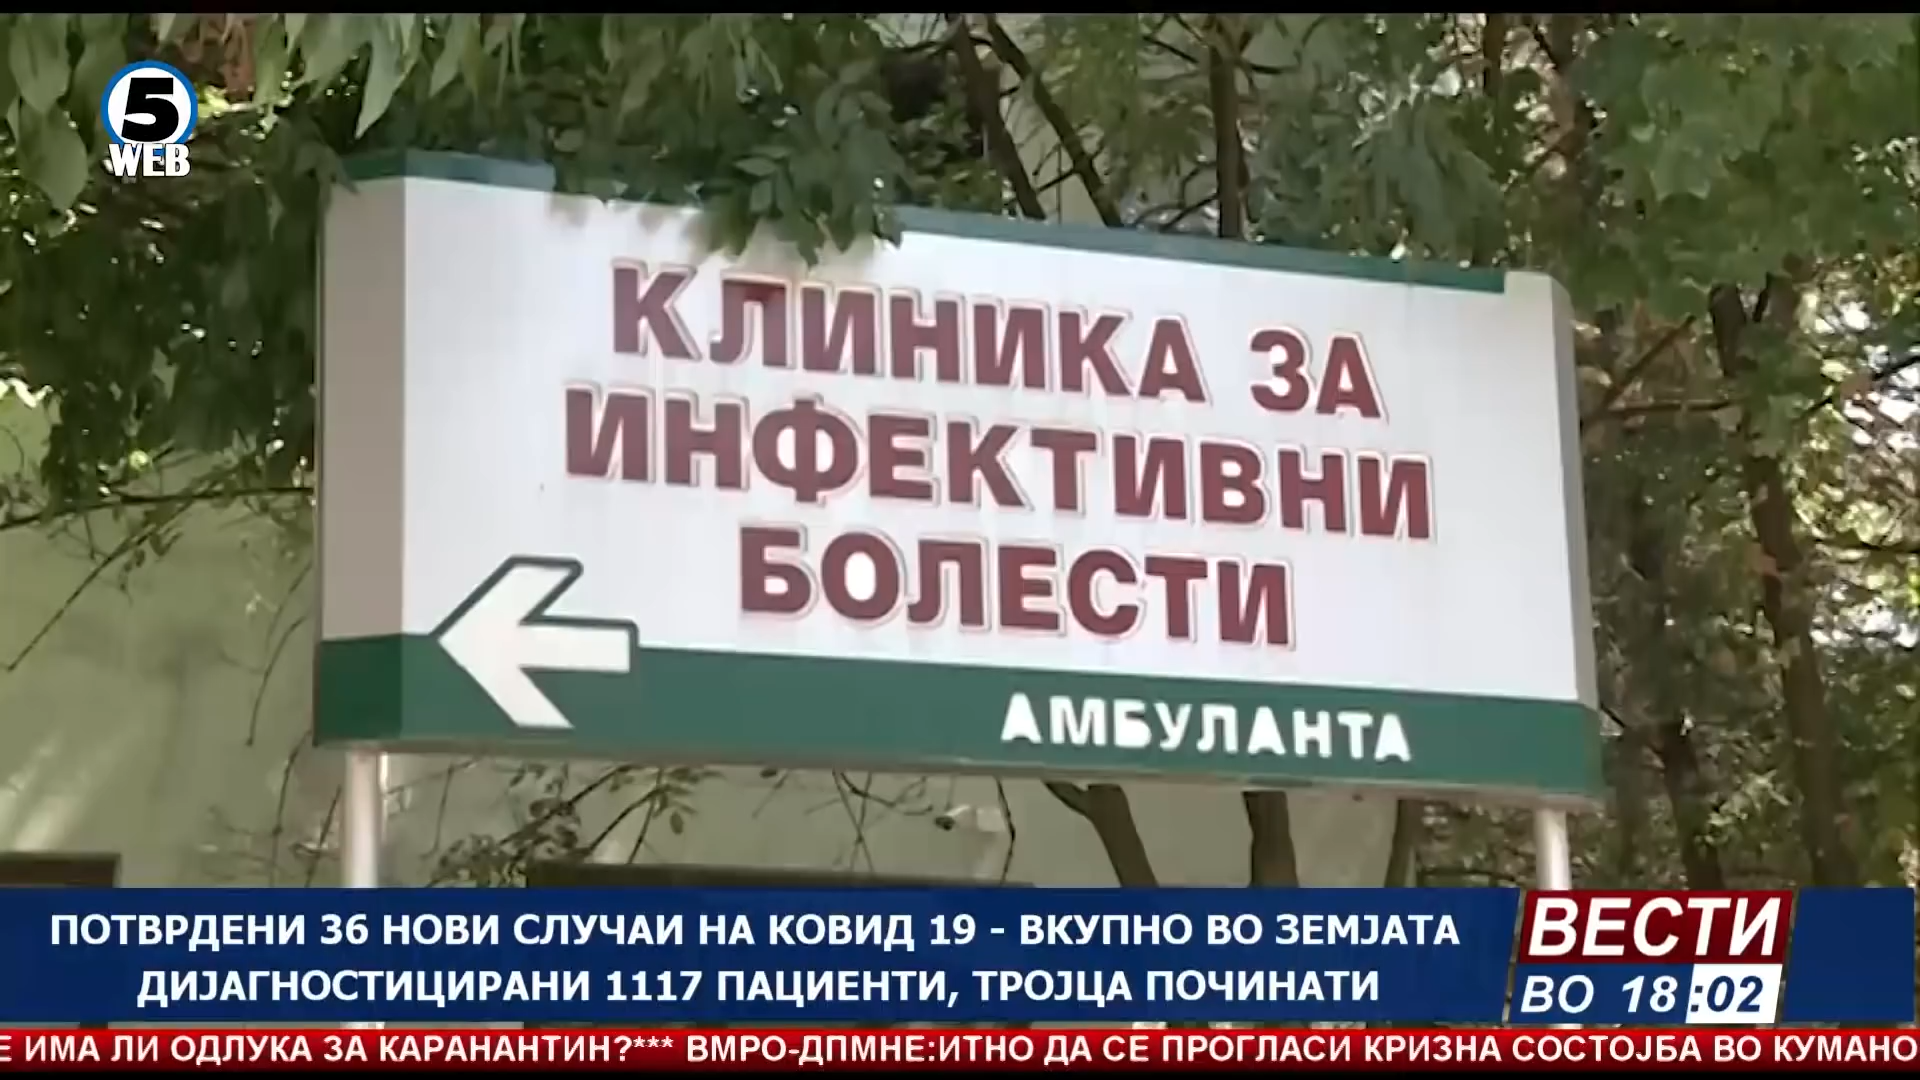 5
WEB
КЛИНИКА ЗА
ИНФЕКТИВНИ
БОЛЕСТИ
АМБУЛАНТА
ПОТВРДЕНИ 36 НОВИ СЛУЧАИ НА КОВИД 19 - ВКУПНО ВО ЗЕМЈАТА
ДИЈАГНОСТИЦИРАНИ 1117 ПАЦИЕНТИ, ТРОЈЦА ПОЧИНАТИ
ВЕСТИ
ВО 18:02
Е ИМА ЛИ ОДЛУКА ЗА КАРАНАНТИН?*** ВМРО-ДПМНЕ:ИТНО ДА СЕ ПРОГЛАСИ КРИЗНА СОСТОЈБА ВО КУМАНО